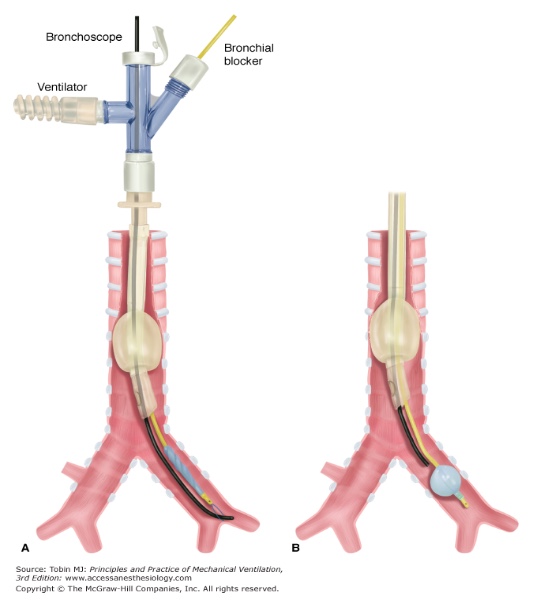 Bronchoscope
Bronchial
blocker
Ventilator
A
B
Source: Tobin MJ: Principles and Practice of Mechanical Ventilation,
3rd Edition: www.accessanesthesiology.com
Copyright © The McGraw-Hill Companies, Inc. All rights reserved.